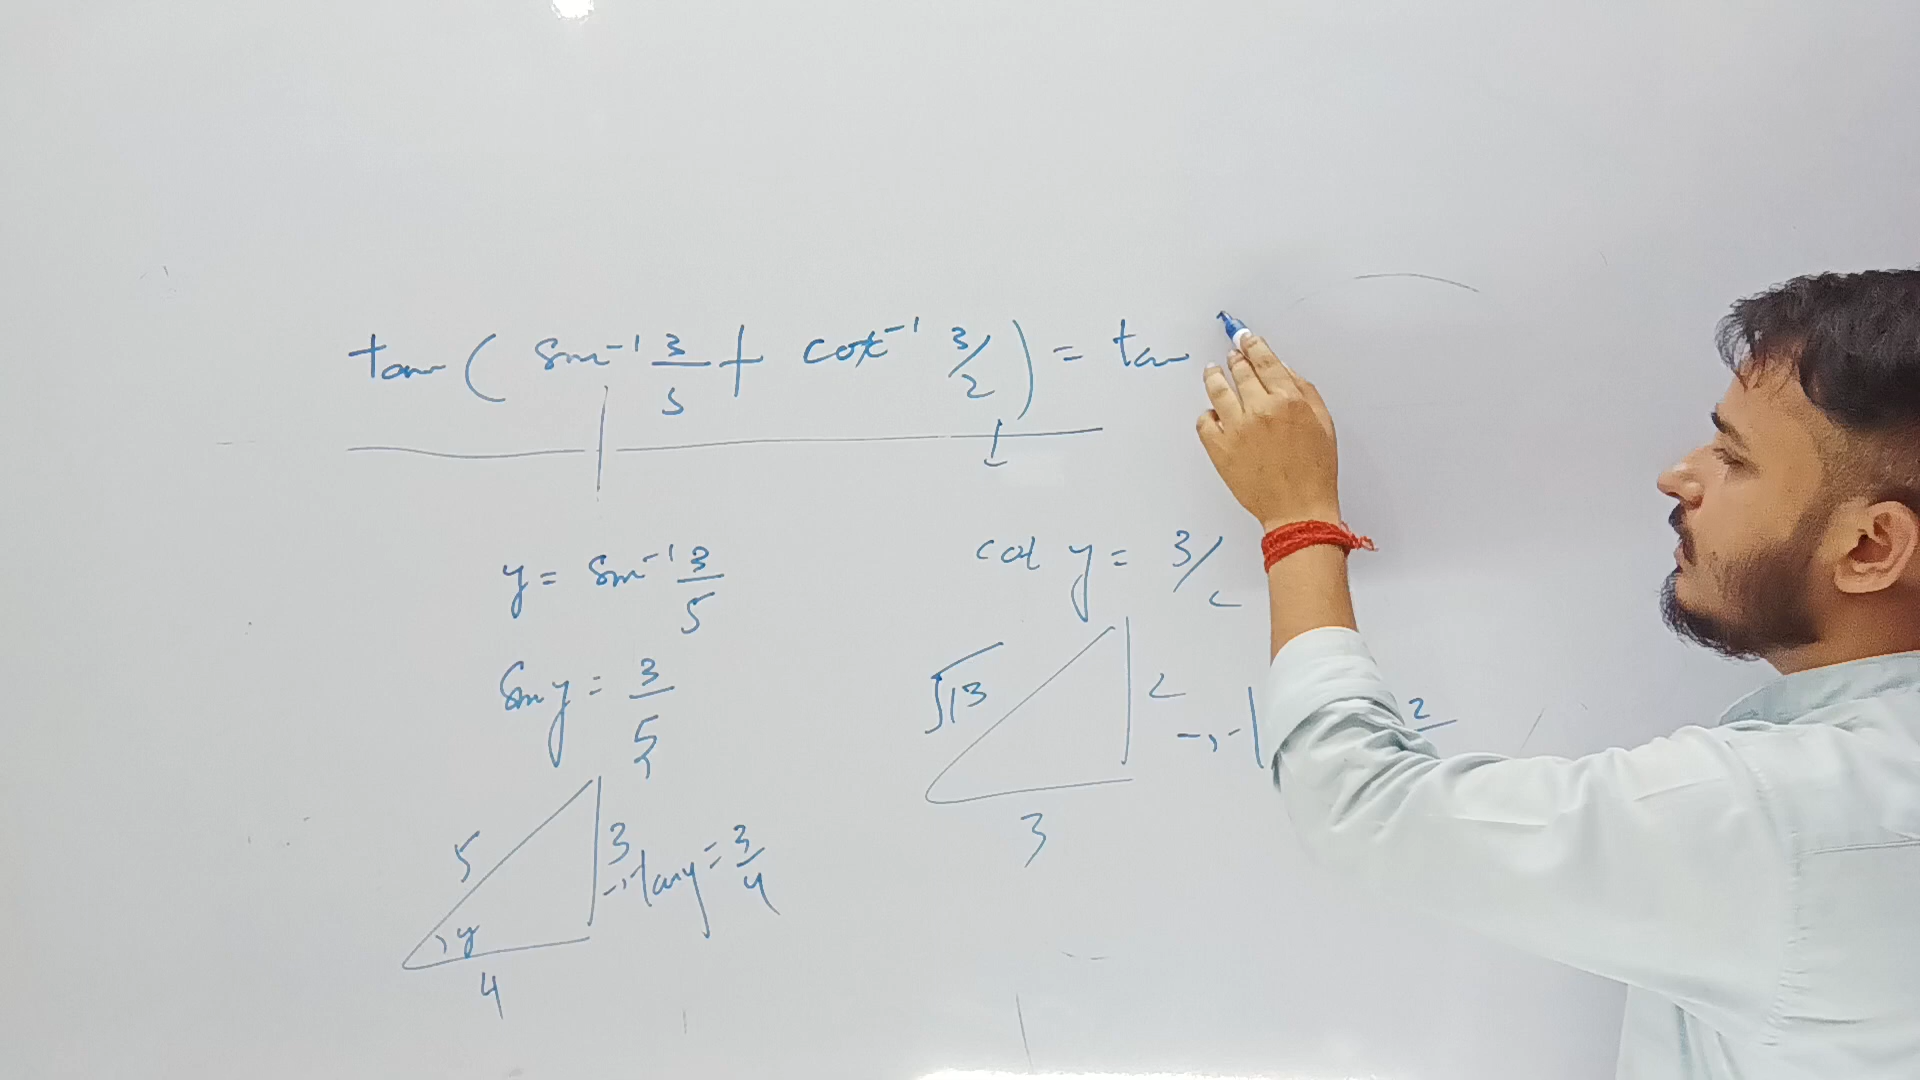 tan ( sin⁻¹ 3/5 + cot⁻¹ 3/2 ) = tan
y = sin⁻¹ 3/5
cot y = 3/2
sin y = 3/5
√13
2
2
3
5
3
tan y = 3/4
y
4